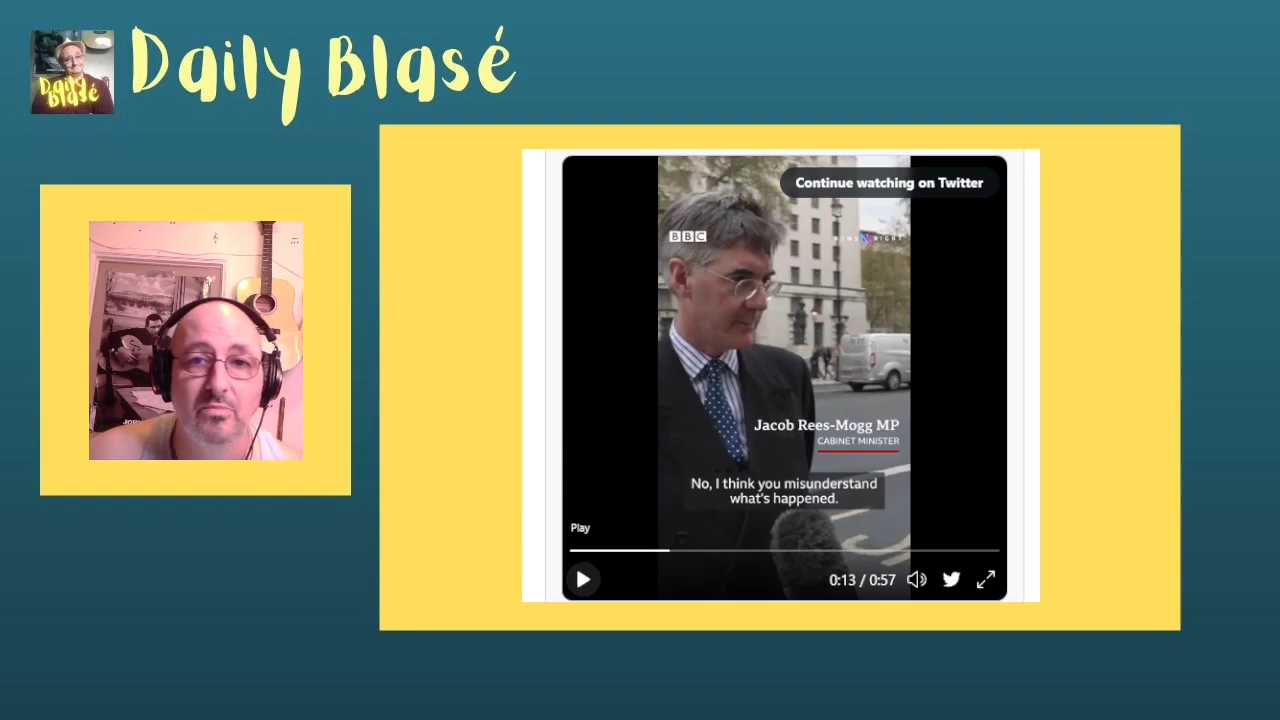 Daily Blasé
Daily
Blasé
Continue watching on Twitter
BBC
NEWSNIGHT
Jacob Rees-Mogg MP
CABINET MINISTER
No, I think you misunderstand
what's happened.
Play
0:13 / 0:57